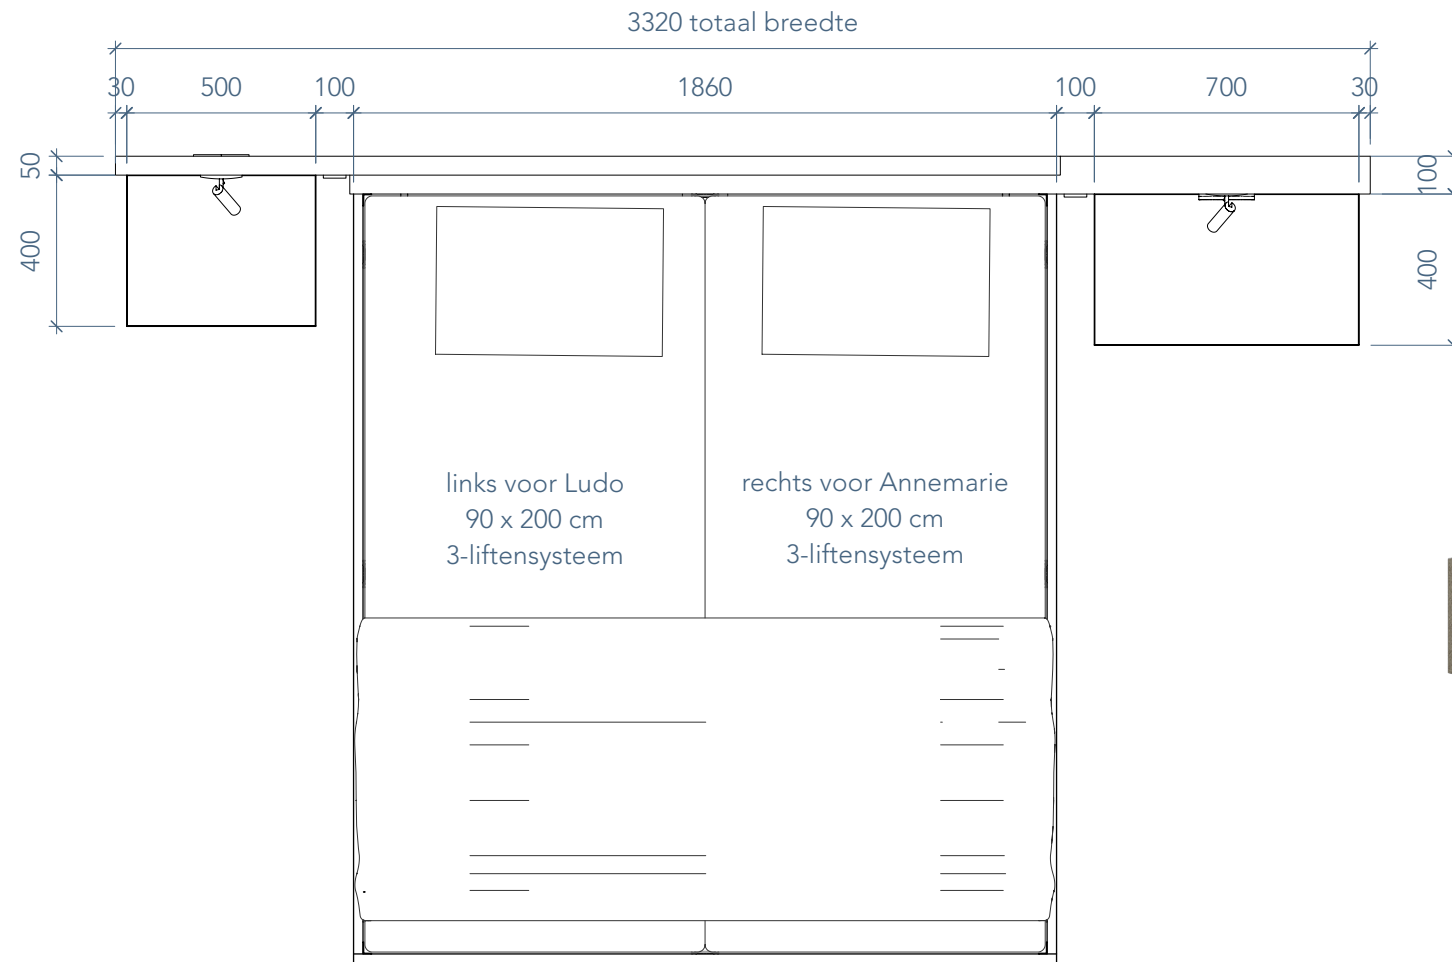 3320 totaal breedte
30 500 100 1860 100 700 30
50
100
400
400
links voor Ludo
90 x 200 cm
3-liftensysteem
rechts voor Annemarie
90 x 200 cm
3-liftensysteem